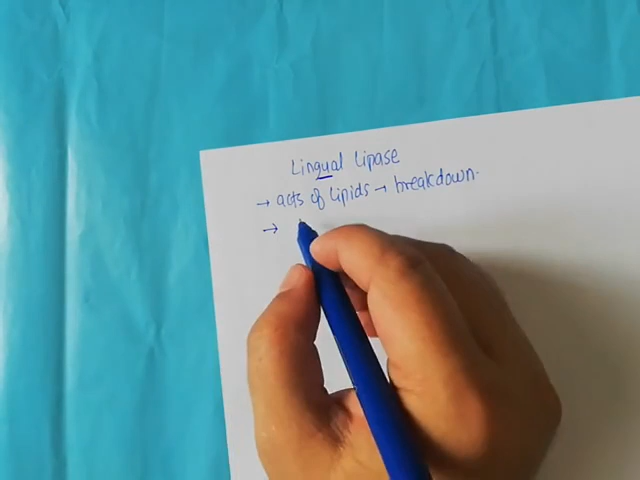 Lingual Lipase
→ acts of lipids → breakdown.
→